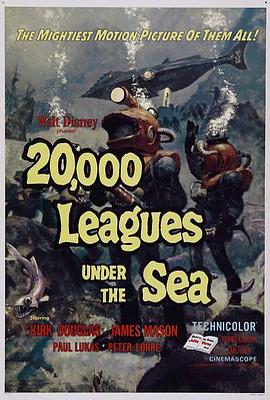 THE MIGHTIEST MOTION PICTURE OF THEM ALL!
Walt Disney
presents
20,000
Leagues
UNDER
THE
Sea
Starring
KIRK DOUGLAS · JAMES MASON
PAUL LUKAS · PETER LORRE
TECHNICOLOR
CINEMASCOPE